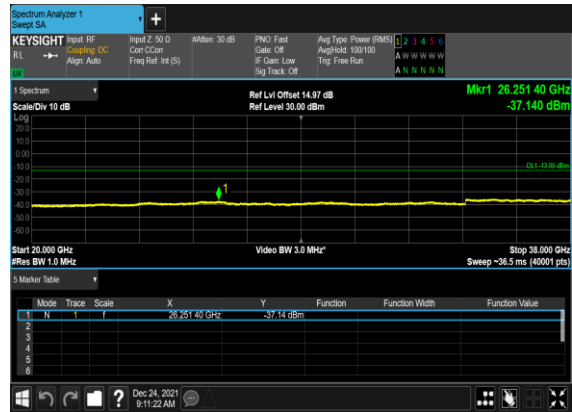 Spectrum Analyzer 1
Swept SA
+
KEYSIGHT Input: RF Input Z: 50 Ω #Atten: 30 dB PNO: Fast Avg Type: Power (RMS) 1 2 3 4 5 6
RL Coupling: DC Corr CCorr Gate: Off Avg|Hold: 100/100 A W W W W W
Align: Auto Freq Ref: Int (S) IF Gain: Low Trig: Free Run
Sig Track: Off A N N N N N
1 Spectrum Ref Lvl Offset 14.97 dB Mkr1 26.251 40 GHz
Scale/Div 10 dB Ref Level 30.00 dBm -37.140 dBm
Log
20.0
10.0
0.00
-10.0 DL1 -13.00 dBm
-20.0
-30.0 1
-40.0
-50.0
-60.0
Start 20.000 GHz Video BW 3.0 MHz* Stop 38.000 GHz
#Res BW 1.0 MHz Sweep ~36.5 ms (40001 pts)
5 Marker Table
Mode Trace Scale X Y Function Function Width Function Value
1 N 1 f 26.251 40 GHz -37.14 dBm
2
3
4
5
6
? Dec 24, 2021
9:11:22 AM